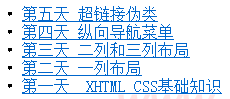 第五天 超链接伪类
第四天 纵向导航菜单
第三天 二列和三列布局
第二天 一列布局
第一天  XHTML CSS基础知识